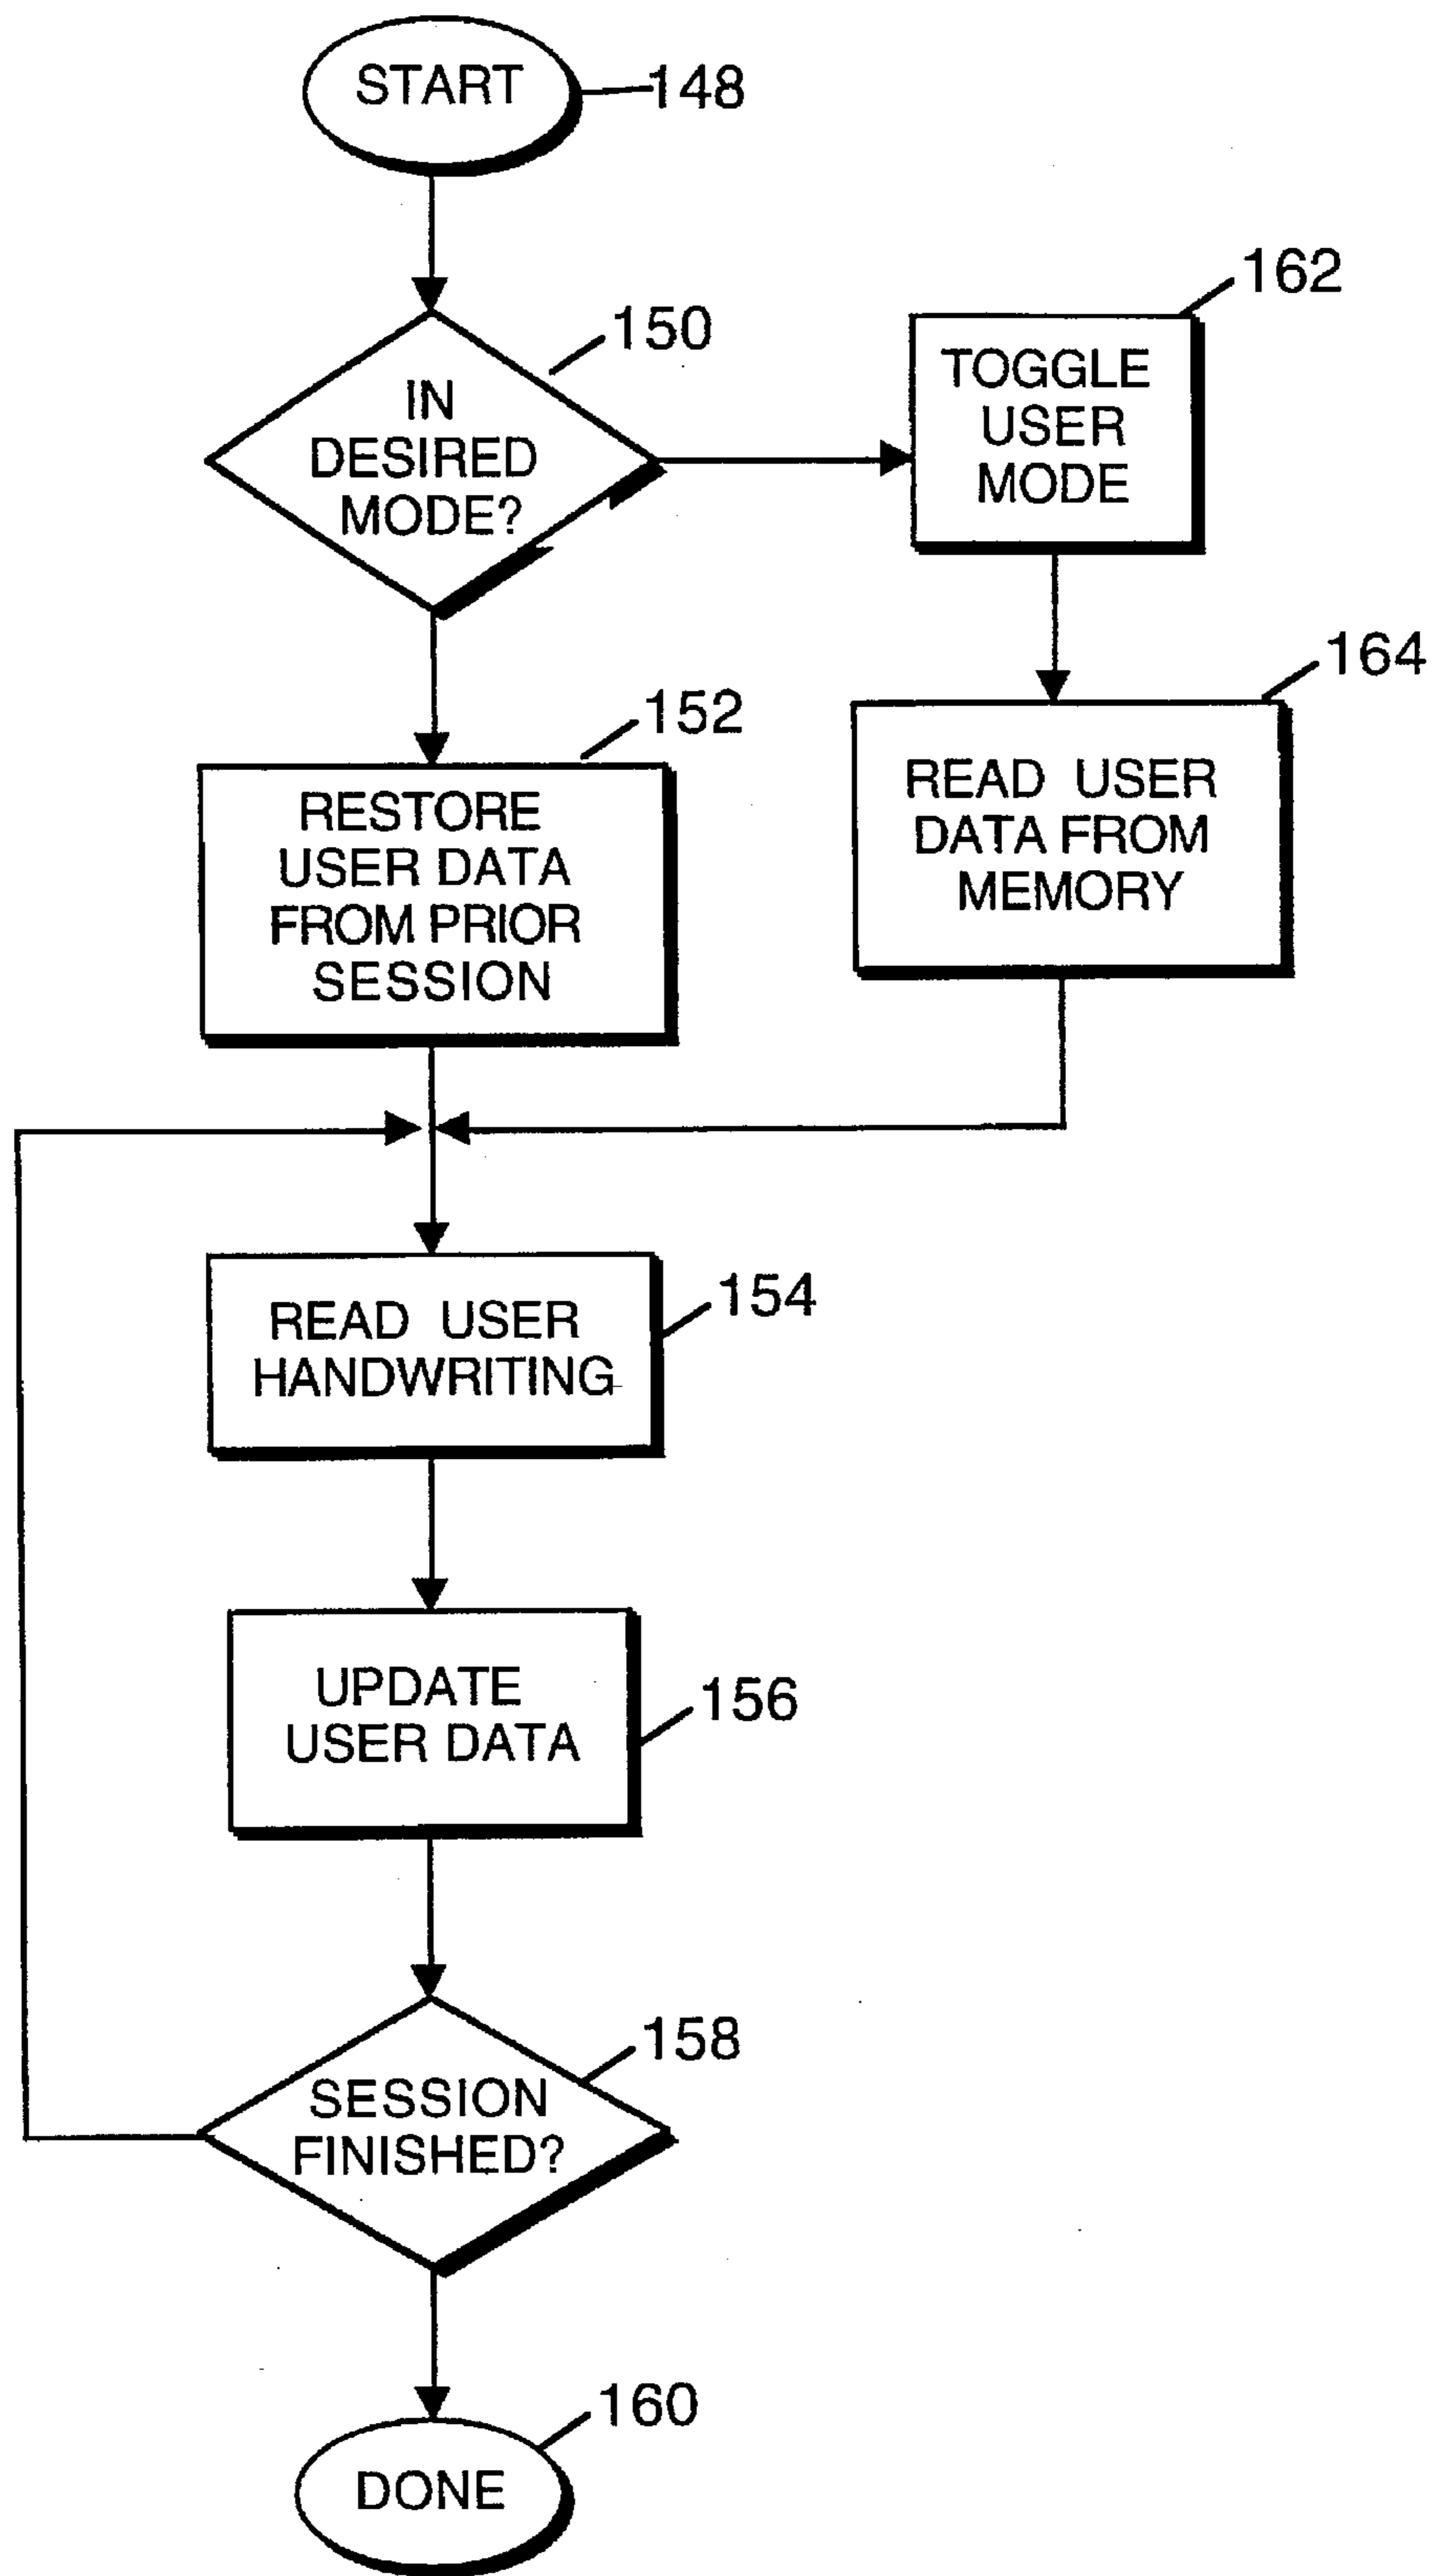 START
148
150
IN
DESIRED
MODE?
162
TOGGLE
USER
MODE
152
RESTORE
USER DATA
FROM PRIOR
SESSION
164
READ USER
DATA FROM
MEMORY
154
READ USER
HANDWRITING
156
UPDATE
USER DATA
158
SESSION
FINISHED?
160
DONE